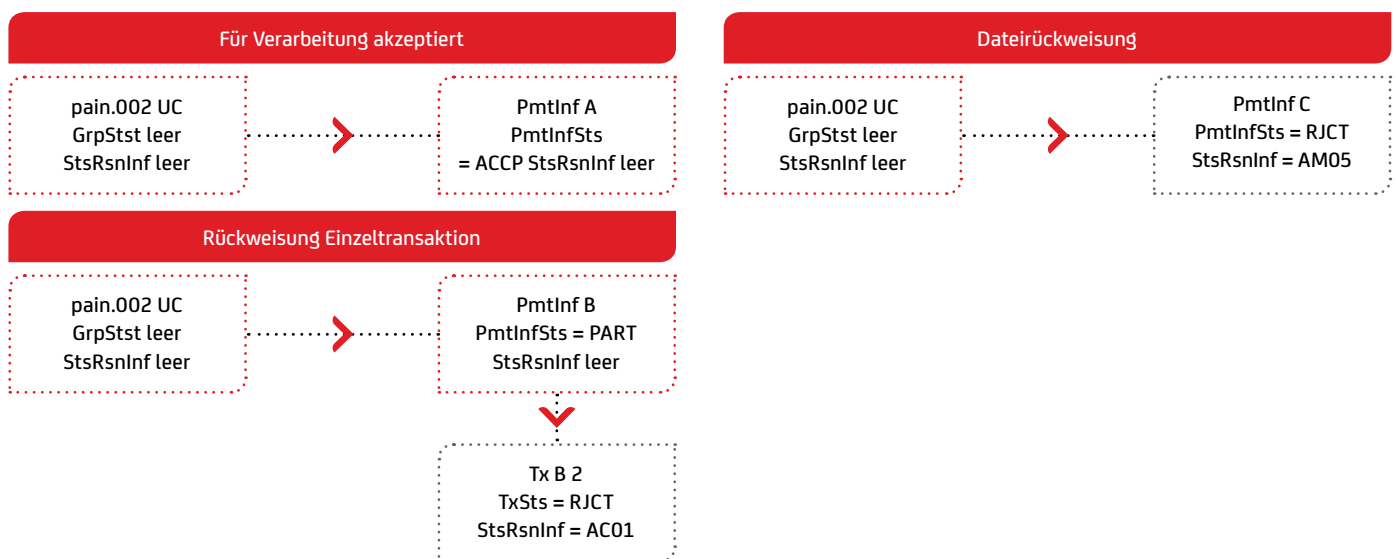 Für Verarbeitung akzeptiert
pain.002 UC
GrpStst leer
StsRsnInf leer
PmtInf A
PmtInfSts
= ACCP StsRsnInf leer
Rückweisung Einzeltransaktion
pain.002 UC
GrpStst leer
StsRsnInf leer
PmtInf B
PmtInfSts = PART
StsRsnInf leer
Tx B 2
TxSts = RJCT
StsRsnInf = AC01
Dateirückweisung
pain.002 UC
GrpStst leer
StsRsnInf leer
PmtInf C
PmtInfSts = RJCT
StsRsnInf = AM05